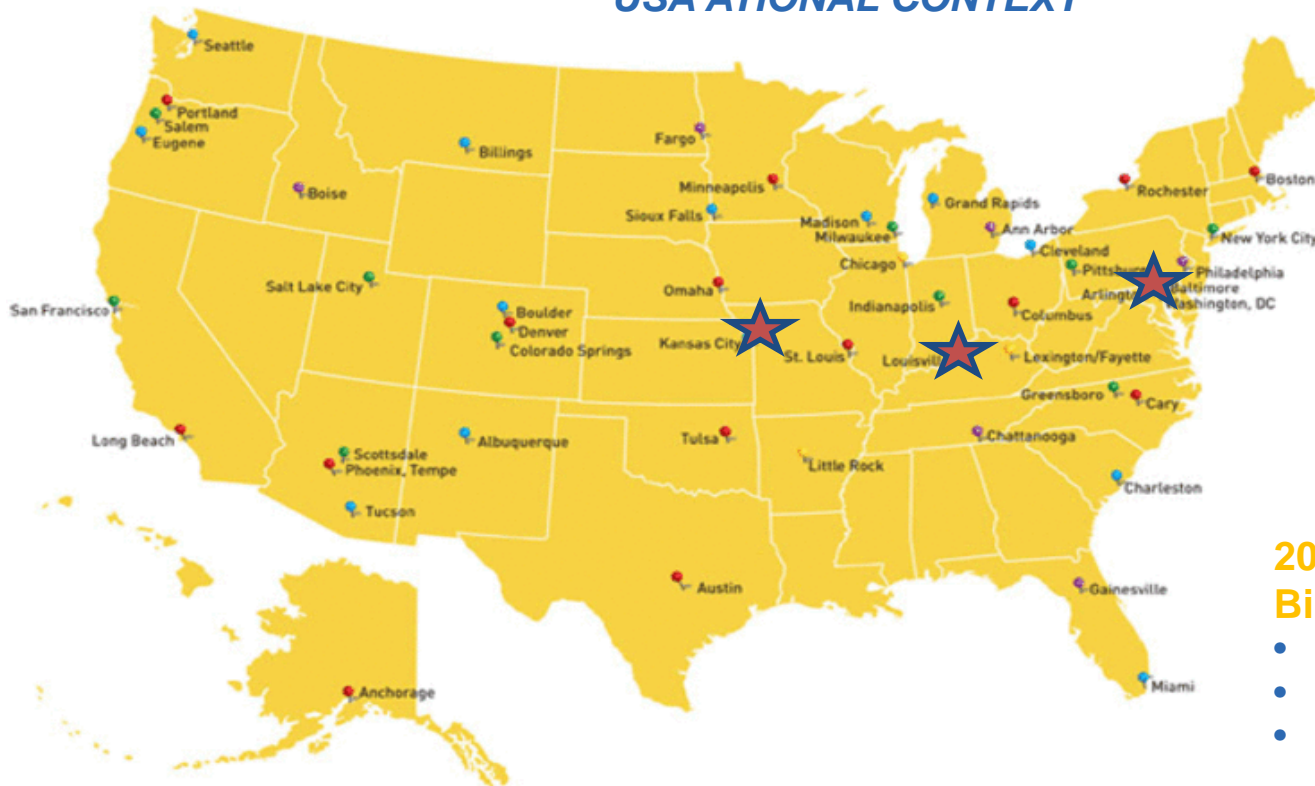 USA ATIONAL CONTEXT
Seattle
Portland
Salem
Eugene
Billings
Boise
Fargo
Minneapolis
Sioux Falls
Madison
Milwaukee
Grand Rapids
Ann Arbor
Rochester
Boston
Cleveland
New York City
Chicago
Pittsburg
Philadelphia
Baltimore
Arlingto
Washington, DC
Salt Lake City
Omaha
Indianapolis
Columbus
San Francisco
Boulder
Denver
Colorado Springs
Kansas City
St. Louis
Louisvil
Lexington/Fayette
Greensboro
Cary
Long Beach
Scottsdale
Phoenix, Tempe
Albuquerque
Tulsa
Chattanooga
Little Rock
Charleston
Tucson
Austin
Gainesville
Miami
Anchorage
20
Bi
•
•
•